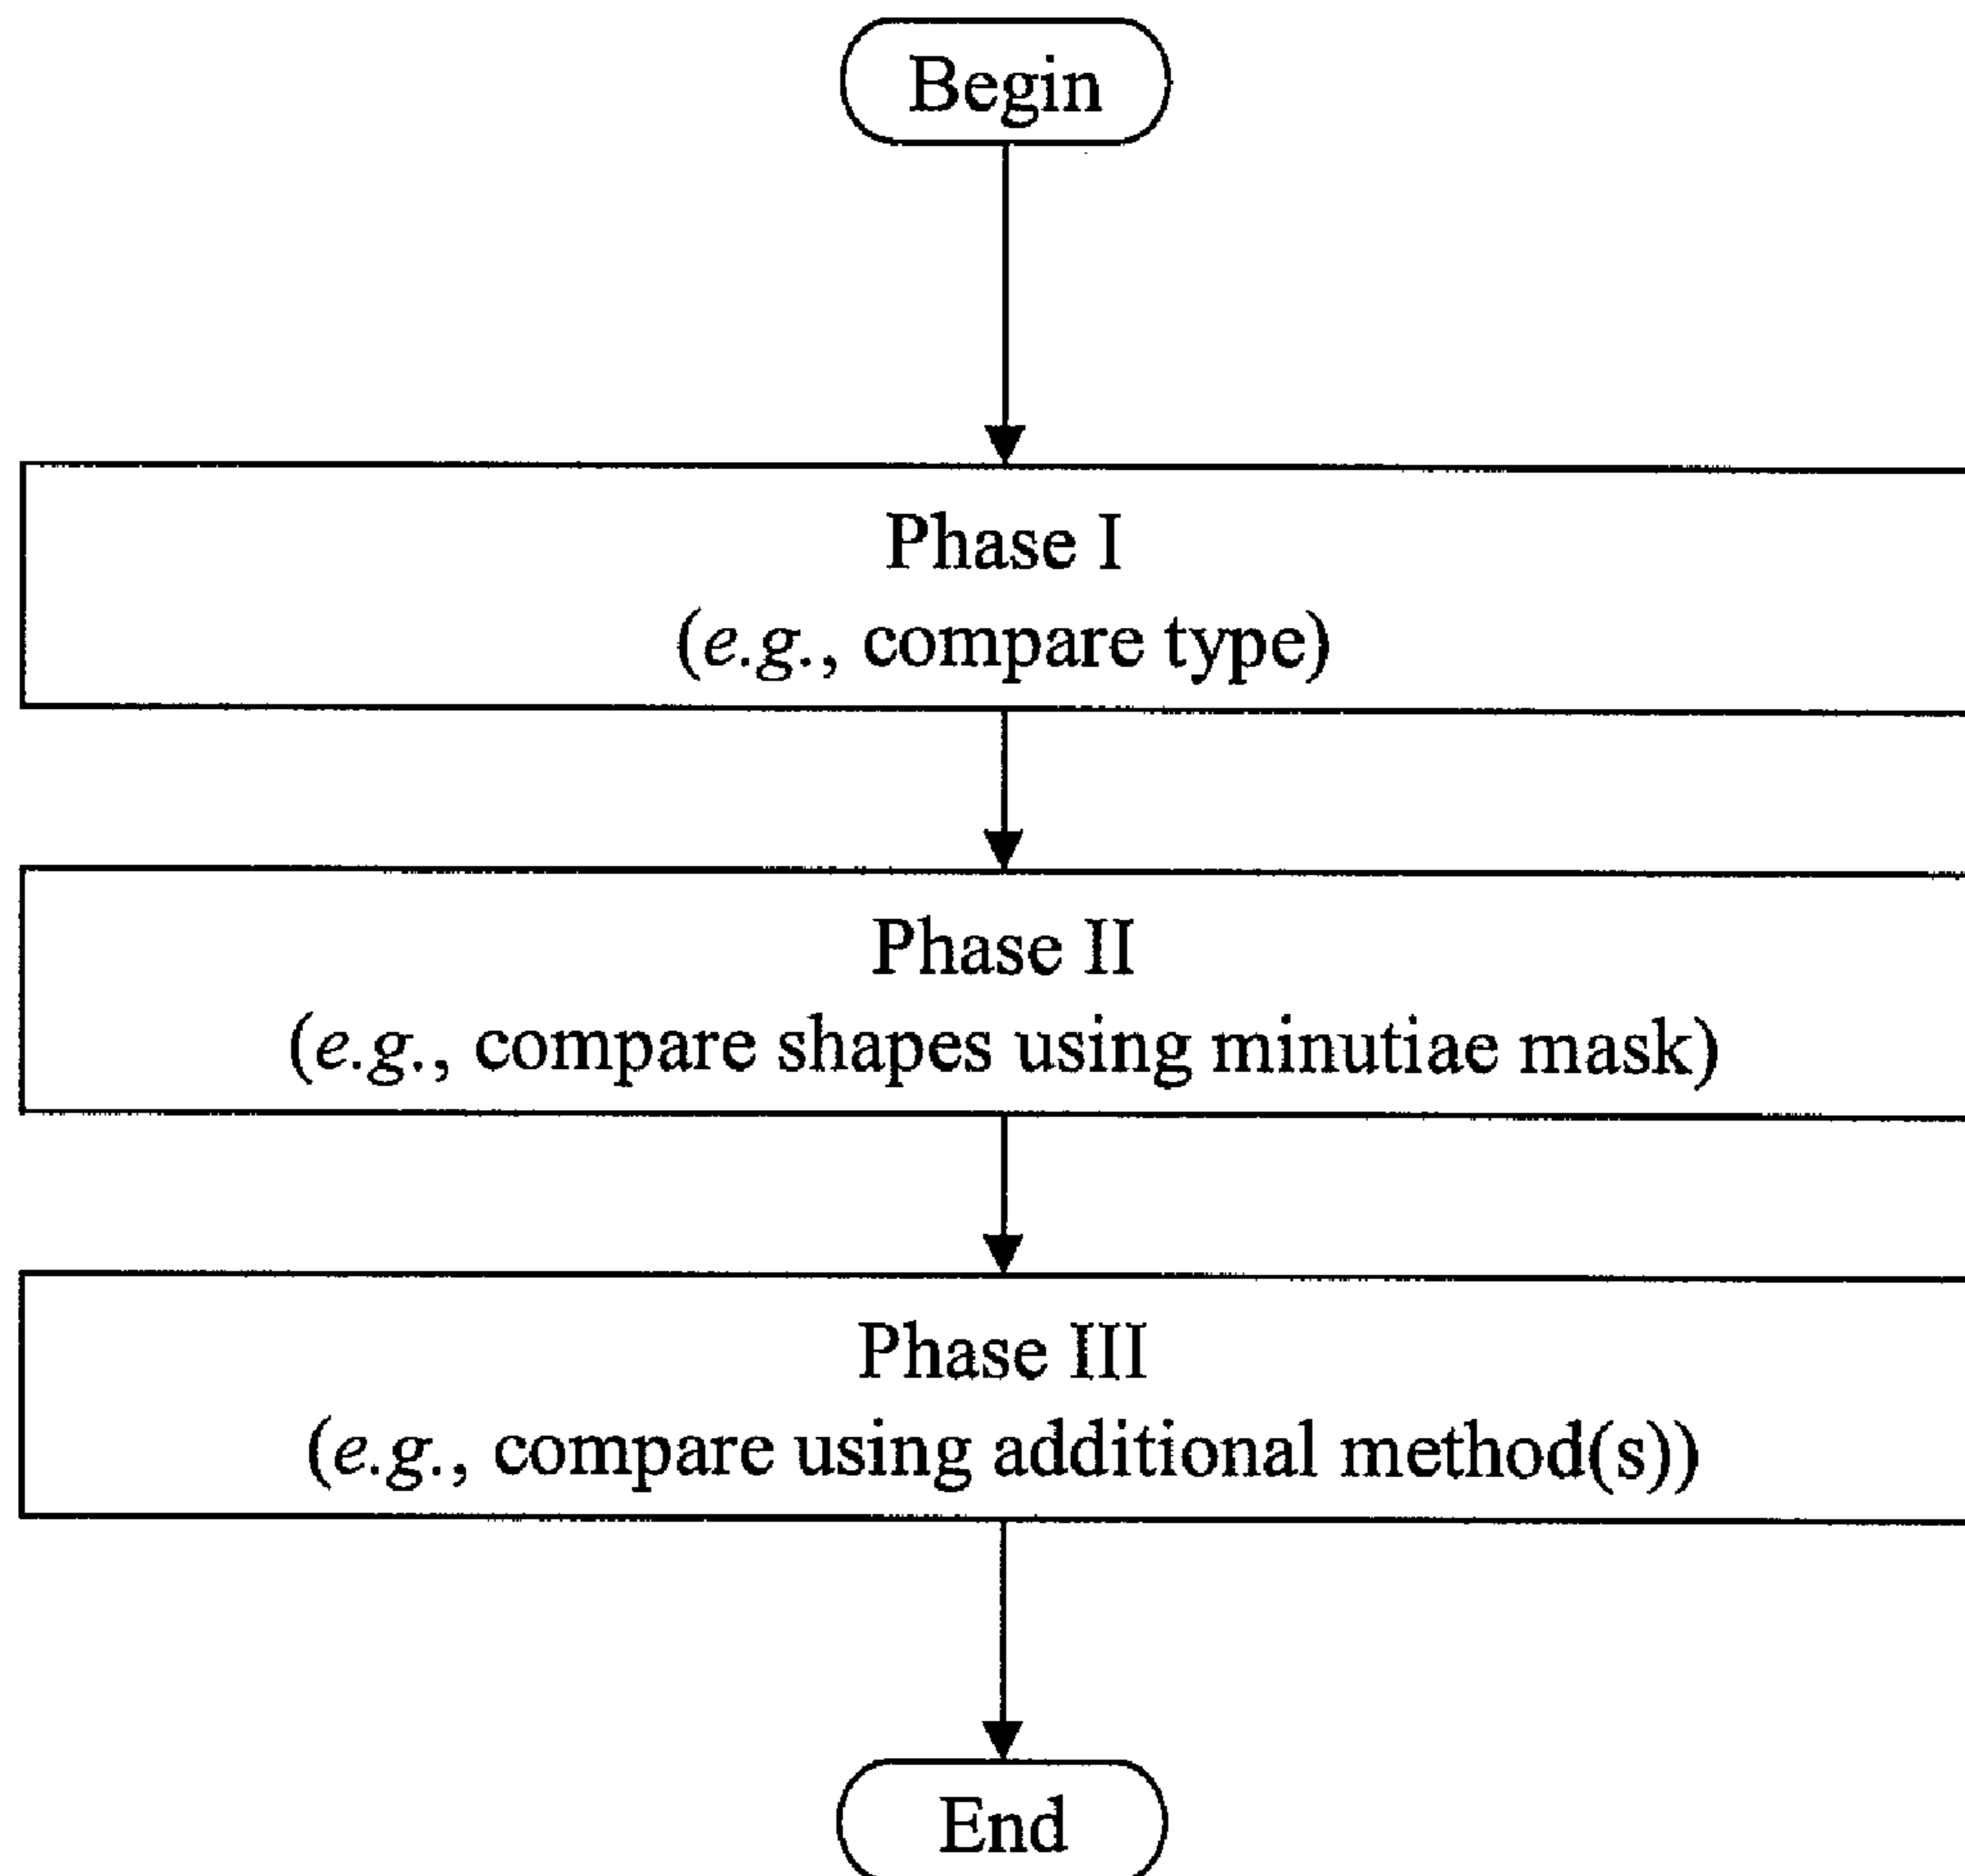 Begin
Phase I
(e.g., compare type)
Phase II
(e.g., compare shapes using minutiae mask)
Phase III
(e.g., compare using additional method(s))
End